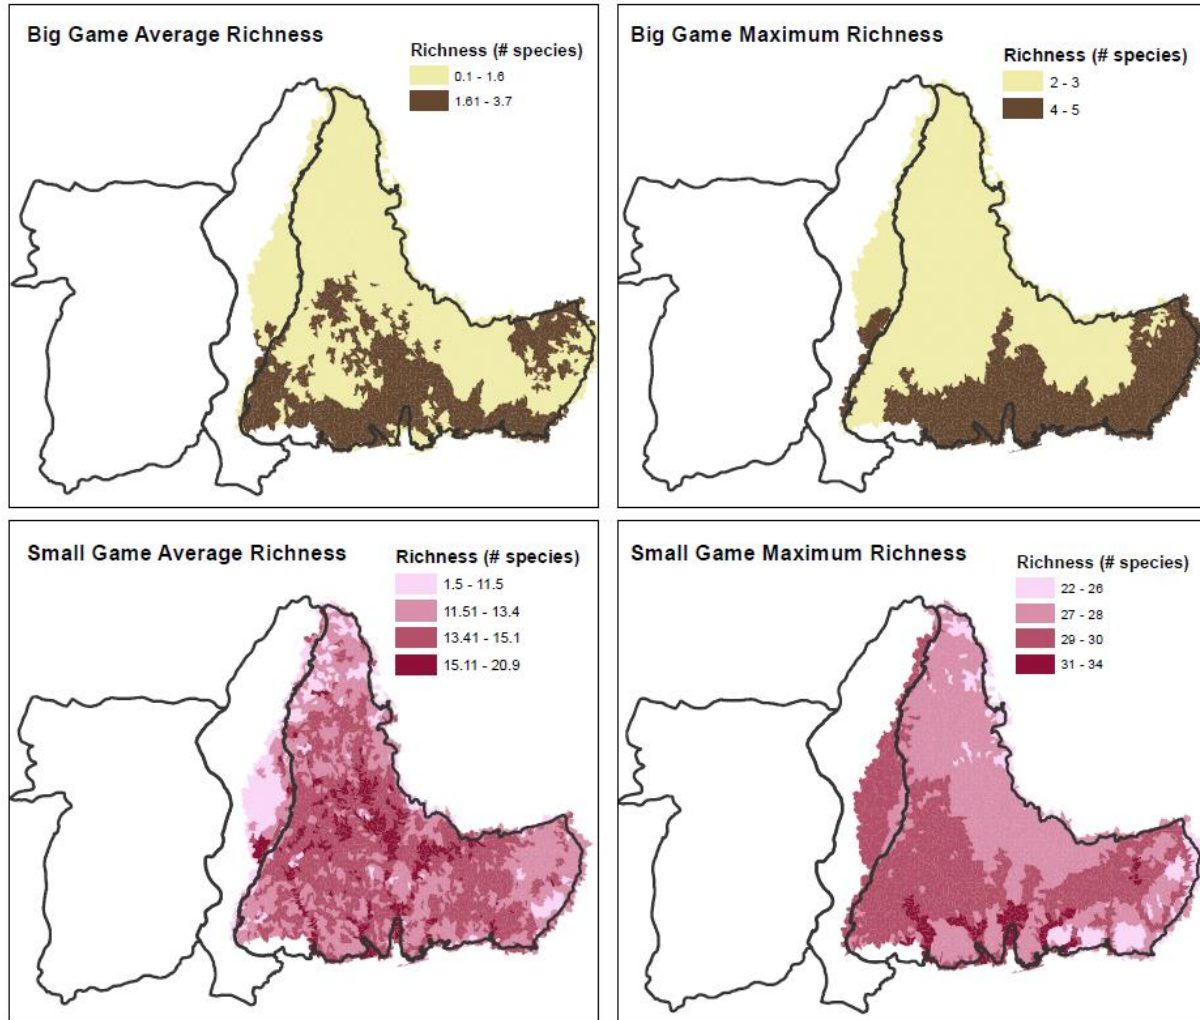 Big Game Average Richness
Richness (# species)
0.1 - 1.6
1.61 - 3.7
Big Game Maximum Richness
Richness (# species)
2 - 3
4 - 5
Small Game Average Richness
Richness (# species)
1.5 - 11.5
11.51 - 13.4
13.41 - 15.1
15.11 - 20.9
Small Game Maximum Richness
Richness (# species)
22 - 26
27 - 28
29 - 30
31 - 34